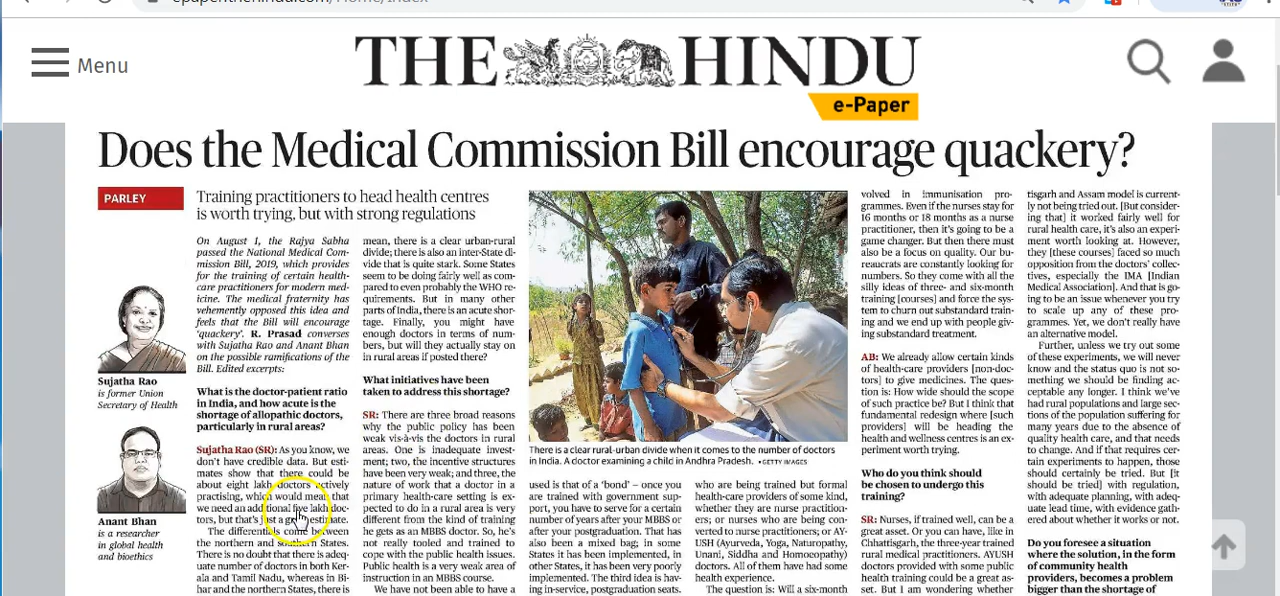 Menu
THE HINDU
e-Paper
Does the Medical Commission Bill encourage quackery?
PARLEY
Training practitioners to head health centres
is worth trying, but with strong regulations
Sujatha Rao
is former Union
Secretary of Health
Anant Bhan
is a researcher
in global health
and bioethics
On August 1, the Rajya Sabha
passed the National Medical Com-
mission Bill, 2019, which provides
for the training of certain health-
care practitioners for modern med-
icine. The medical fraternity has
vehemently opposed this idea and
feels that the Bill will encourage
‘quackery’. R. Prasad converses
with Sujatha Rao and Anant Bhan
on the possible ramifications of the
Bill. Edited excerpts:
What is the doctor-patient ratio
in India, and how acute is the
shortage of allopathic doctors,
particularly in rural areas?
Sujatha Rao (SR): As you know, we
don’t have credible data. But esti-
mates show that there could be
about eight lakh doctors actively
practising, which would mean that
we need an additional five lakh doc-
tors, but that’s just a guesstimate.
The differentials come between
the northern and southern States.
There is no doubt that there is adeq-
uate number of doctors in both Ker-
ala and Tamil Nadu, whereas in Bi-
har and the northern States, there is
mean, there is a clear urban-rural
divide; there is also an inter-State di-
vide that is quite stark. Some States
seem to be doing fairly well as com-
pared to even probably the WHO re-
quirements. But in many other
parts of India, there is an acute shor-
tage. Finally, you might have
enough doctors in terms of num-
bers, but will they actually stay on
in rural areas if posted there?
What initiatives have been
taken to address this shortage?
SR: There are three broad reasons
why the public policy has been
weak vis-à-vis the doctors in rural
areas. One is inadequate invest-
ment; two, the incentive structures
have been very weak; and three, the
nature of work that a doctor in a
primary health-care setting is ex-
pected to do in a rural area is very
different from the kind of training
he gets as an MBBS doctor. So, he’s
not really tooled and trained to
cope with the public health issues.
Public health is a very weak area of
instruction in an MBBS course.
We have not been able to have a
There is a clear rural-urban divide when it comes to the number of doctors
in India. A doctor examining a child in Andhra Pradesh. •GETTY IMAGES
used is that of a ‘bond’ – once you
are trained with government sup-
port, you have to serve for a certain
number of years after your MBBS or
after your postgraduation. That has
also been a mixed bag; in some
States it has been implemented, in
other States, it has been very poorly
implemented. The third idea is hav-
ing in-service, postgraduation seats.
who are being trained but formal
health-care providers of some kind,
whether they are nurse practition-
ers; or nurses who are being con-
verted to nurse practitioners; or AY-
USH (Ayurveda, Yoga, Naturopathy,
Unani, Siddha and Homoeopathy)
doctors. All of them have had some
health experience.
The question is: Will a six-month
volved in immunisation pro-
grammes. Even if the nurses stay for
16 months or 18 months as a nurse
practitioner, then it’s going to be a
game changer. But then there must
also be a focus on quality. Our bu-
reaucrats are constantly looking for
numbers. So they come with all the
silly ideas of three- and six-month
training [courses] and force the sys-
tem to churn out substandard train-
ing and we end up with people giv-
ing substandard treatment.
AB: We already allow certain kinds
of health-care providers [non-doc-
tors] to give medicines. The ques-
tion is: How wide should the scope
of such practice be? But I think that
fundamental redesign where [such
providers] will be heading the
health and wellness centres is an ex-
periment worth trying.
Who do you think should
be chosen to undergo this
training?
SR: Nurses, if trained well, can be a
great asset. Or you can have, like in
Chhattisgarh, the three-year trained
rural medical practitioners. AYUSH
doctors provided with some public
health training could be a great as-
set. But I am wondering whether
tisgarh and Assam model is current-
ly not being tried out. [But consider-
ing that] it worked fairly well for
rural health care, it’s also an experi-
ment worth looking at. However,
they [these courses] faced so much
opposition from the doctors’ collec-
tives, especially the IMA [Indian
Medical Association]. And that is go-
ing to be an issue whenever you try
to scale up any of these pro-
grammes. Yet, we don’t really have
an alternative model.
Further, unless we try out some
of these experiments, we will never
know and the status quo is not so-
mething we should be finding ac-
ceptable any longer. I think we’ve
had rural populations and large sec-
tions of the population suffering for
many years due to the absence of
quality health care, and that needs
to change. And if that requires cer-
tain experiments to happen, those
should certainly be tried. But [it
should be tried] with regulation,
with adequate planning, with adeq-
uate lead time, with evidence gath-
ered about whether it works or not.
Do you foresee a situation
where the solution, in the form
of community health
providers, becomes a problem
bigger than the shortage of